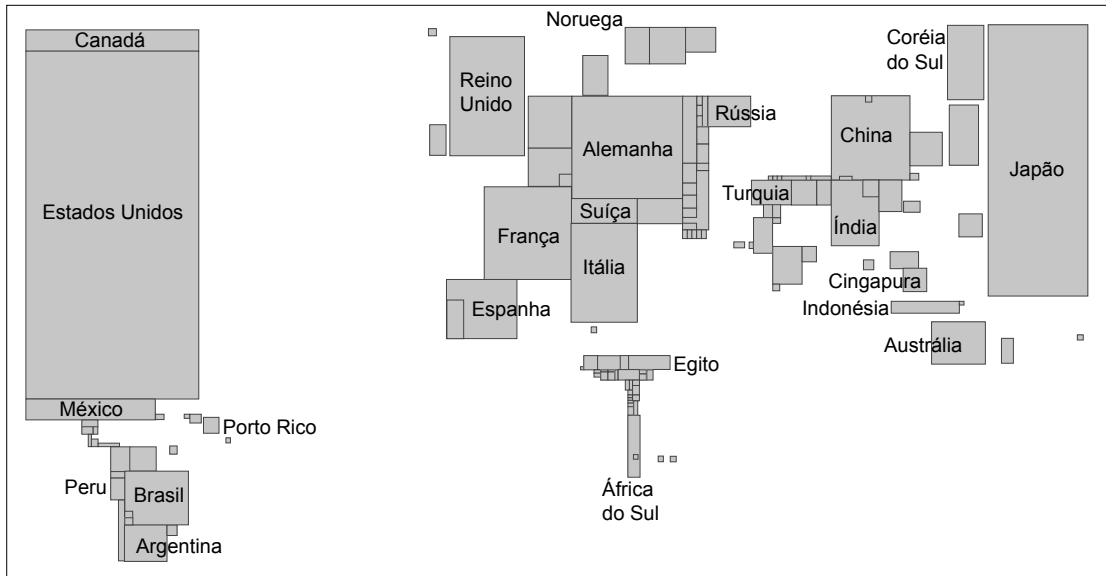 Canadá
Estados Unidos
México
Porto Rico
Peru
Brasil
Argentina
Noruega
Reino
Unido
Alemanha
Rússia
Suíça
França
Itália
Espanha
Egito
África
do Sul
Coréia
do Sul
China
Japão
Turquia
Índia
Cingapura
Indonésia
Austrália